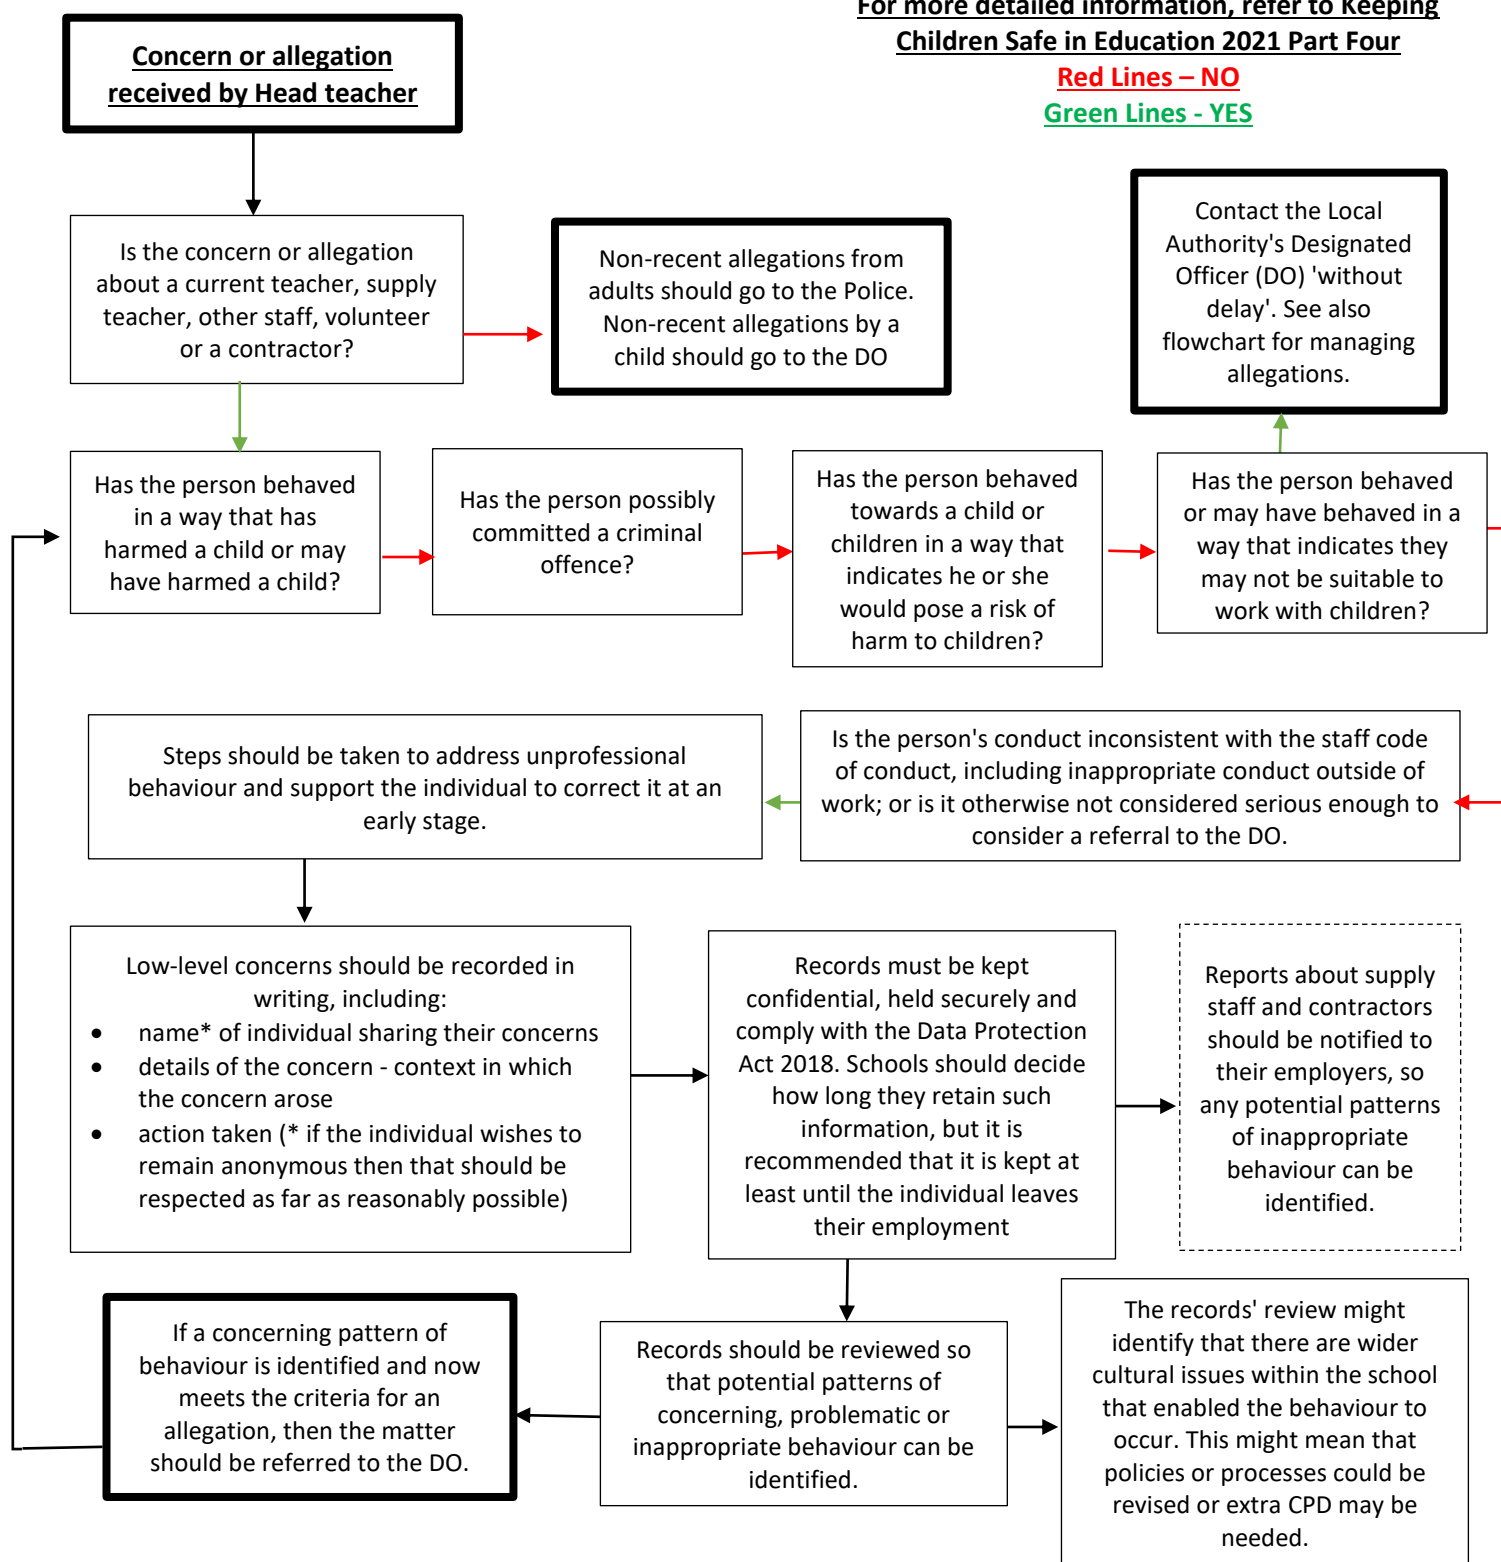 For more detailed information, refer to Keeping
Children Safe in Education 2021 Part Four
Red Lines – NO
Green Lines - YES
Concern or allegation
received by Head teacher
Is the concern or allegation
about a current teacher, supply
teacher, other staff, volunteer
or a contractor?
Non-recent allegations from
adults should go to the Police.
Non-recent allegations by a
child should go to the DO
Contact the Local
Authority's Designated
Officer (DO) 'without
delay'. See also
flowchart for managing
allegations.
Has the person behaved
in a way that has
harmed a child or may
have harmed a child?
Has the person possibly
committed a criminal
offence?
Has the person behaved
towards a child or
children in a way that
indicates he or she
would pose a risk of
harm to children?
Has the person behaved
or may have behaved in a
way that indicates they
may not be suitable to
work with children?
Is the person's conduct inconsistent with the staff code
of conduct, including inappropriate conduct outside of
work; or is it otherwise not considered serious enough to
consider a referral to the DO.
Steps should be taken to address unprofessional
behaviour and support the individual to correct it at an
early stage.
Low-level concerns should be recorded in
writing, including:
• name* of individual sharing their concerns
• details of the concern - context in which
the concern arose
• action taken (* if the individual wishes to
remain anonymous then that should be
respected as far as reasonably possible)
Records must be kept
confidential, held securely and
comply with the Data Protection
Act 2018. Schools should decide
how long they retain such
information, but it is
recommended that it is kept at
least until the individual leaves
their employment
Reports about supply
staff and contractors
should be notified to
their employers, so
any potential patterns
of inappropriate
behaviour can be
identified.
If a concerning pattern of
behaviour is identified and now
meets the criteria for an
allegation, then the matter
should be referred to the DO.
Records should be reviewed so
that potential patterns of
concerning, problematic or
inappropriate behaviour can be
identified.
The records' review might
identify that there are wider
cultural issues within the school
that enabled the behaviour to
occur. This might mean that
policies or processes could be
revised or extra CPD may be
needed.